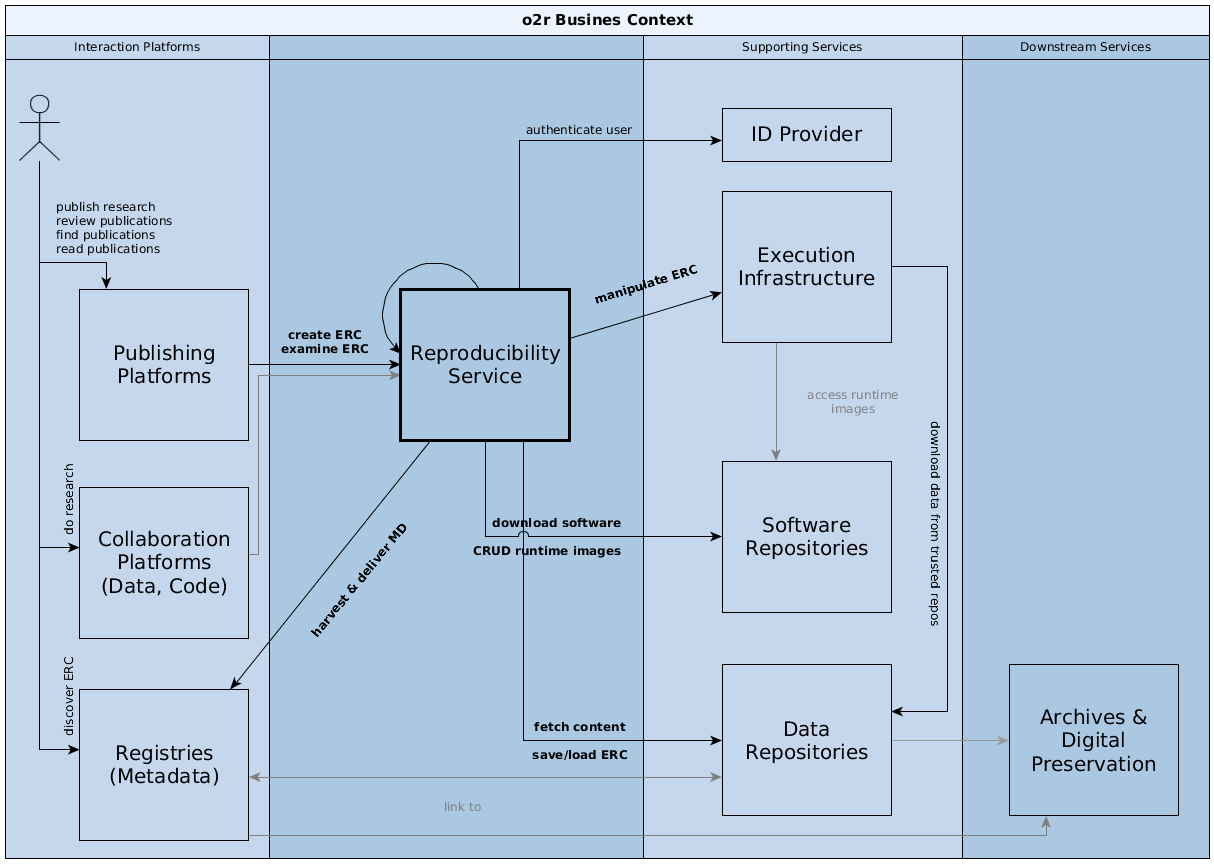 o2r Busines Context
Interaction Platforms
Supporting Services
Downstream Services
authenticate user
ID Provider
publish research
review publications
find publications
read publications
Execution
Infrastructure
manipulate ERC
create ERC
examine ERC
Publishing
Platforms
Reproducibility
Service
access runtime
images
download data from trusted repos
do research
Collaboration
Platforms
(Data, Code)
harvest & deliver MD
download software
CRUD runtime images
Software
Repositories
discover ERC
Registries
(Metadata)
fetch content
save/load ERC
Data
Repositories
Archives &
Digital
Preservation
link to